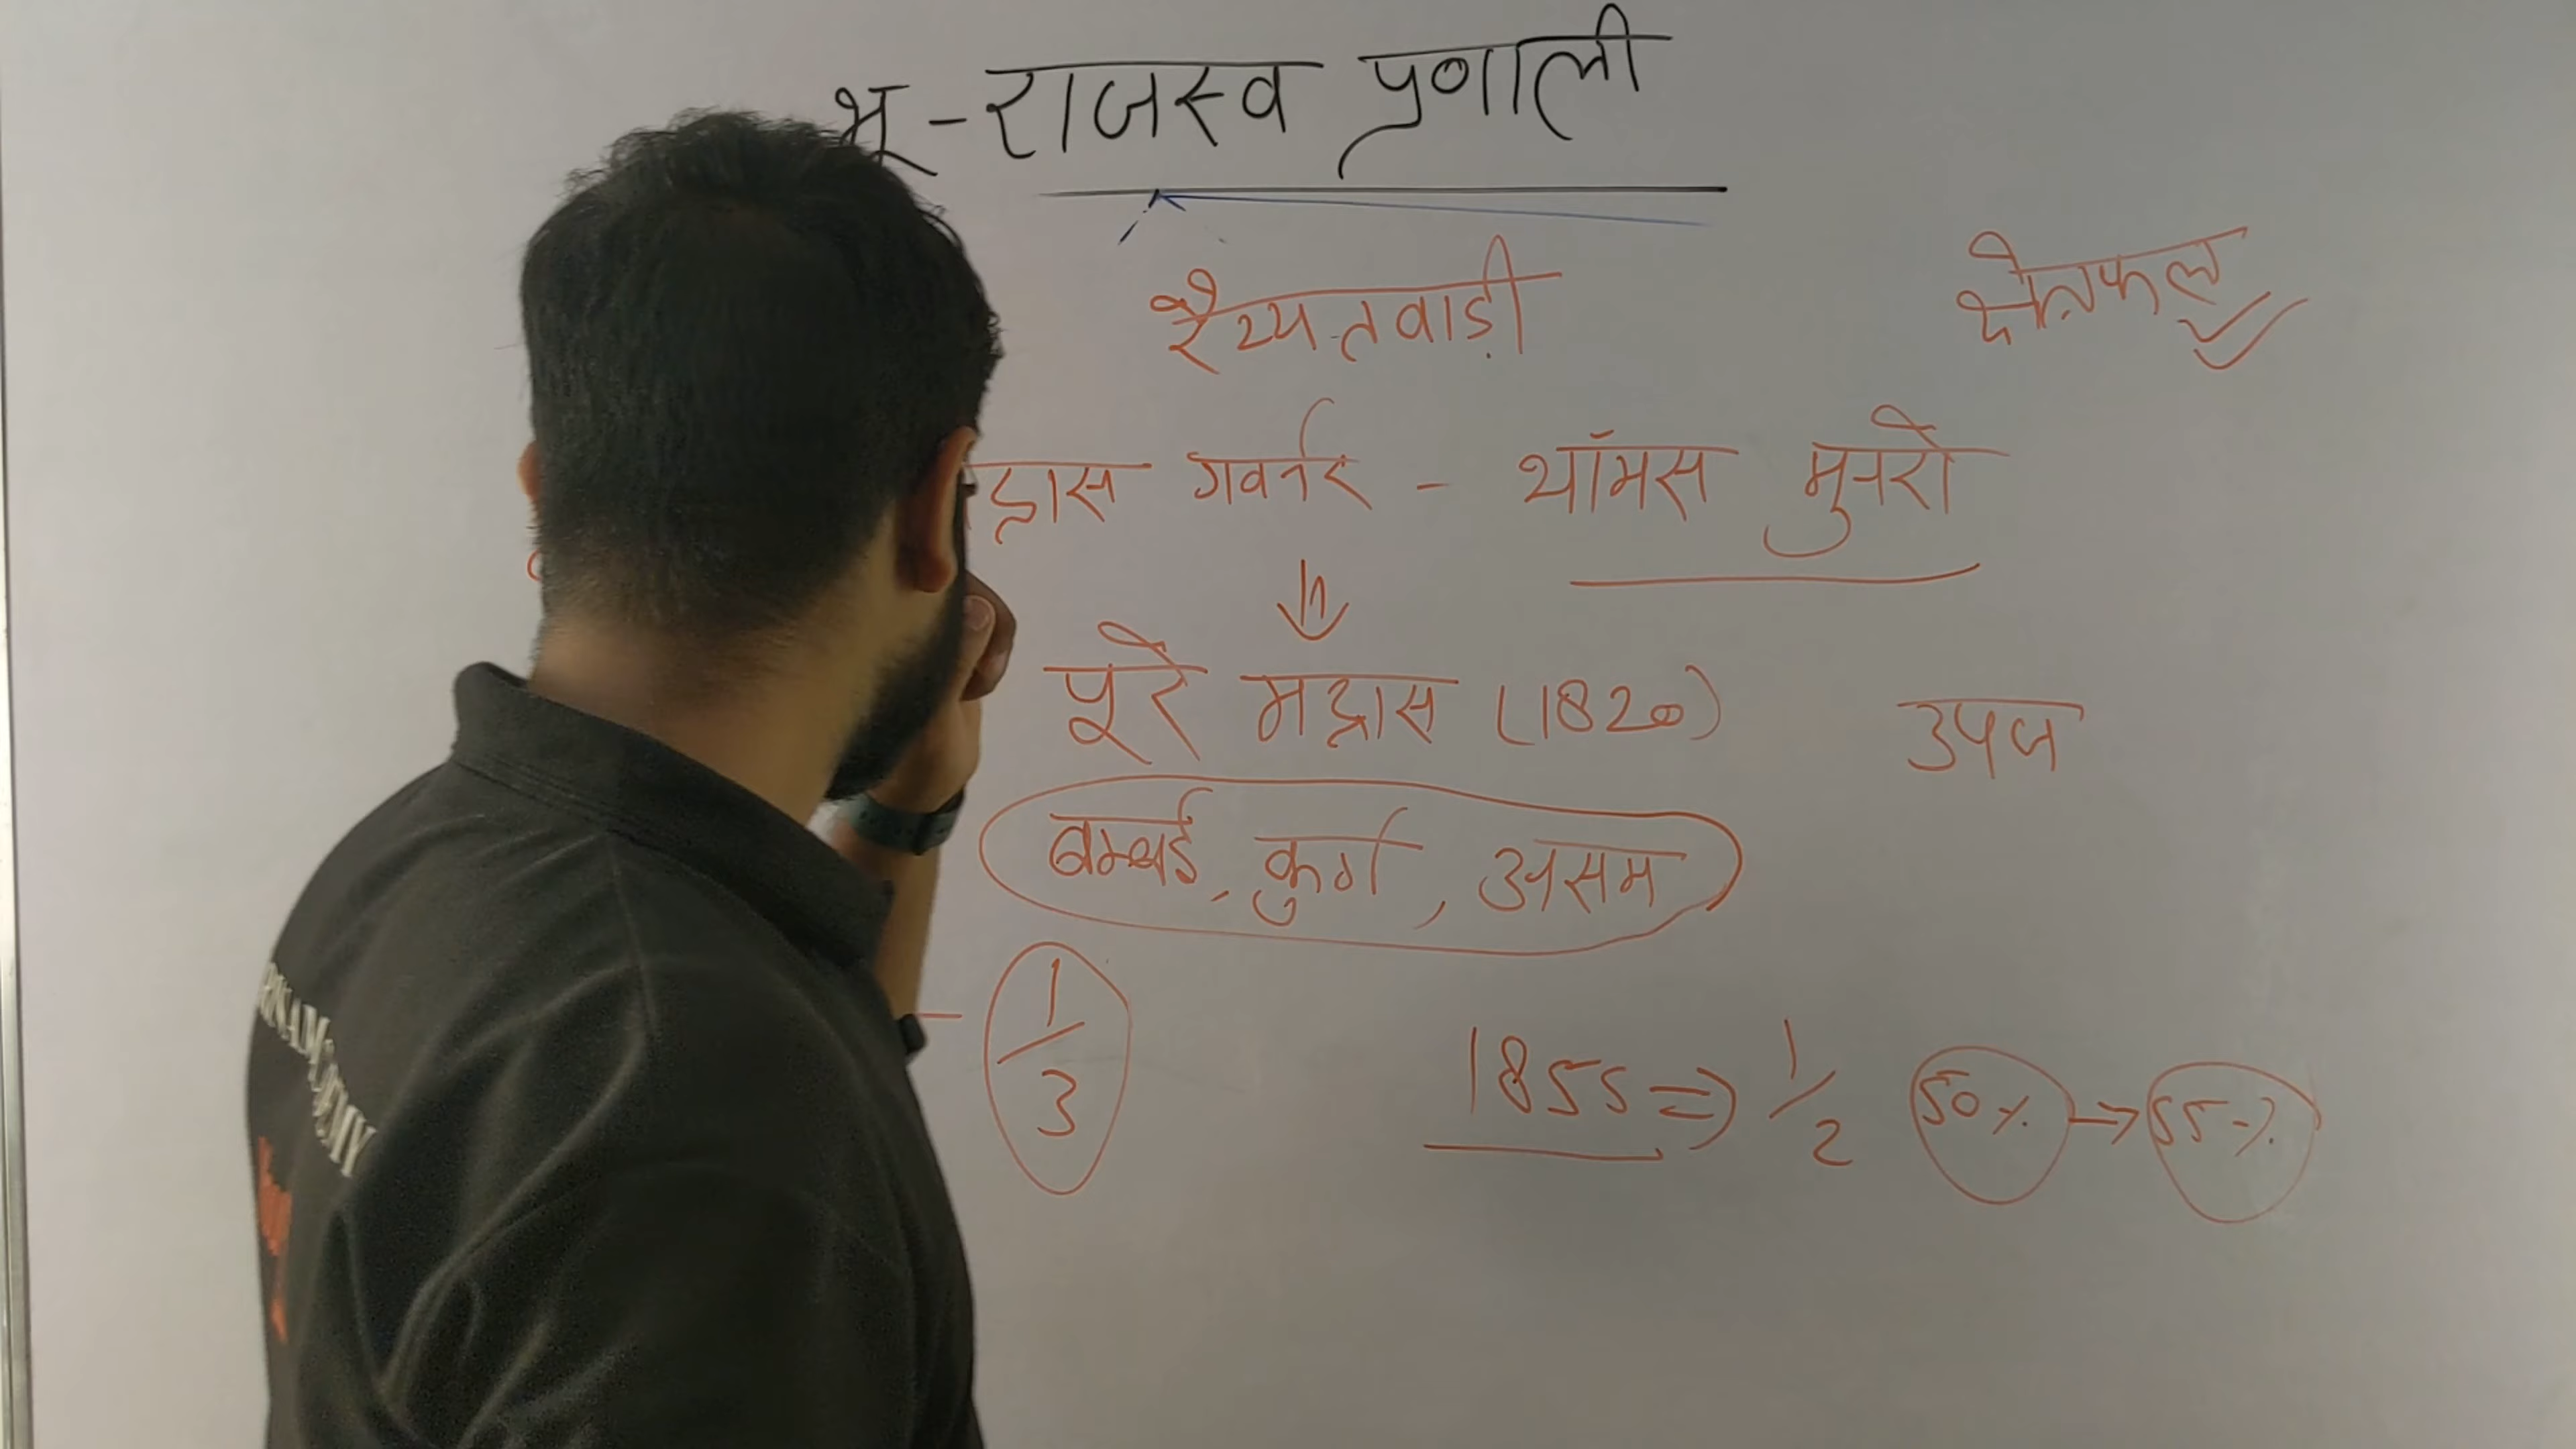 भू-राजस्व प्रणाली
रैय्यतवाड़ी
क्षेत्रफल
द्रास गवर्नर - थॉमस मुनरो
पूरे मद्रास (1820)
उपज
बम्बई, कुर्ग, असम
- 1/3
1855 => 1/2 50% -> 55%